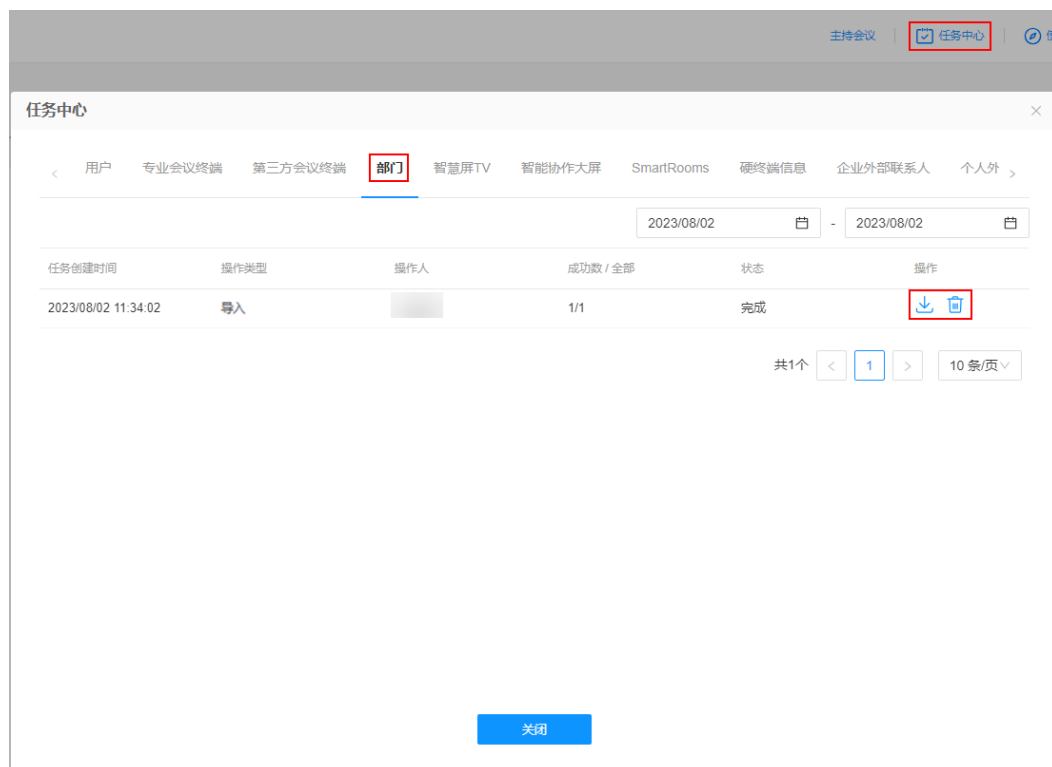 主持会议 任务中心
任务中心
用户 专业会议终端 第三方会议终端 部门 智慧屏TV 智能协作大屏 SmartRooms 硬终端信息 企业外部联系人 个人外
2023/08/02 - 2023/08/02
任务创建时间 操作类型 操作人 成功数 / 全部 状态 操作
2023/08/02 11:34:02 导入 1/1 完成
共1个 < 1 > 10 条/页
关闭